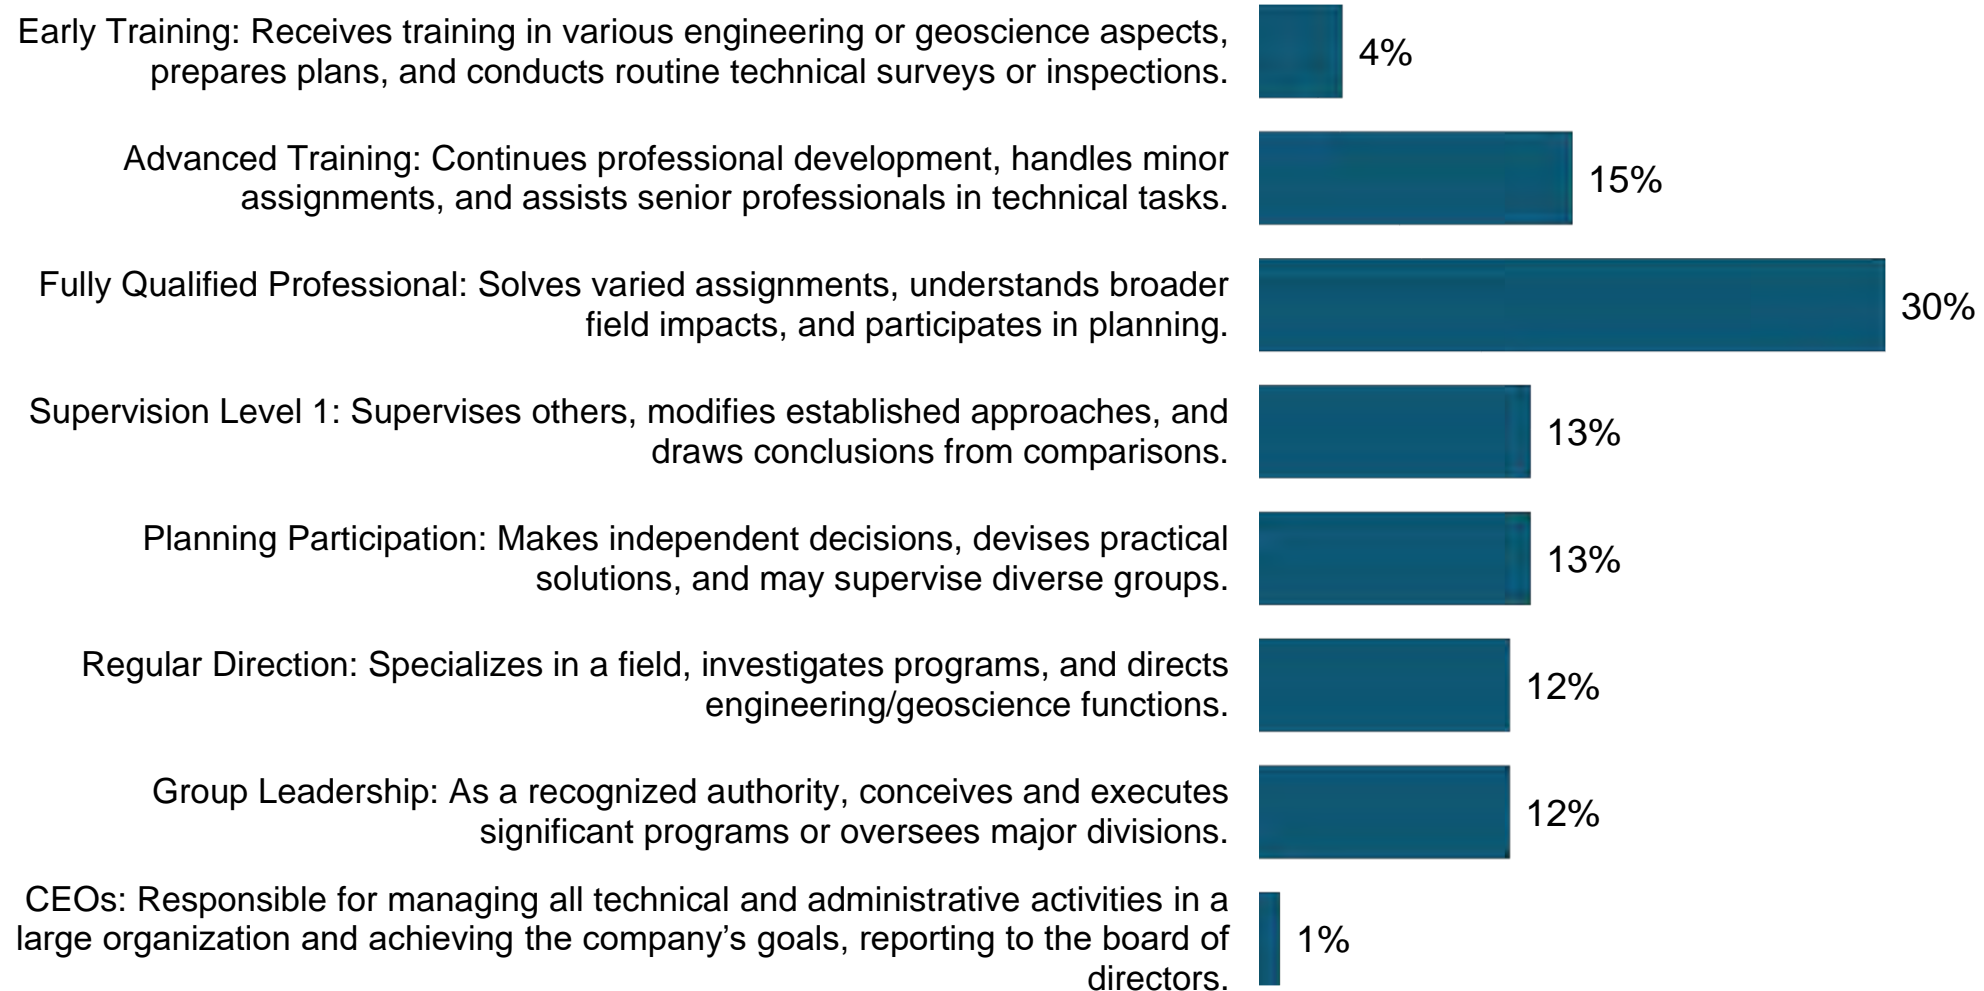 Early Training: Receives training in various engineering or geoscience aspects,
prepares plans, and conducts routine technical surveys or inspections.
4%
Advanced Training: Continues professional development, handles minor
assignments, and assists senior professionals in technical tasks.
15%
Fully Qualified Professional: Solves varied assignments, understands broader
field impacts, and participates in planning.
30%
Supervision Level 1: Supervises others, modifies established approaches, and
draws conclusions from comparisons.
13%
Planning Participation: Makes independent decisions, devises practical
solutions, and may supervise diverse groups.
13%
Regular Direction: Specializes in a field, investigates programs, and directs
engineering/geoscience functions.
12%
Group Leadership: As a recognized authority, conceives and executes
significant programs or oversees major divisions.
12%
CEOs: Responsible for managing all technical and administrative activities in a
large organization and achieving the company’s goals, reporting to the board of
directors.
1%